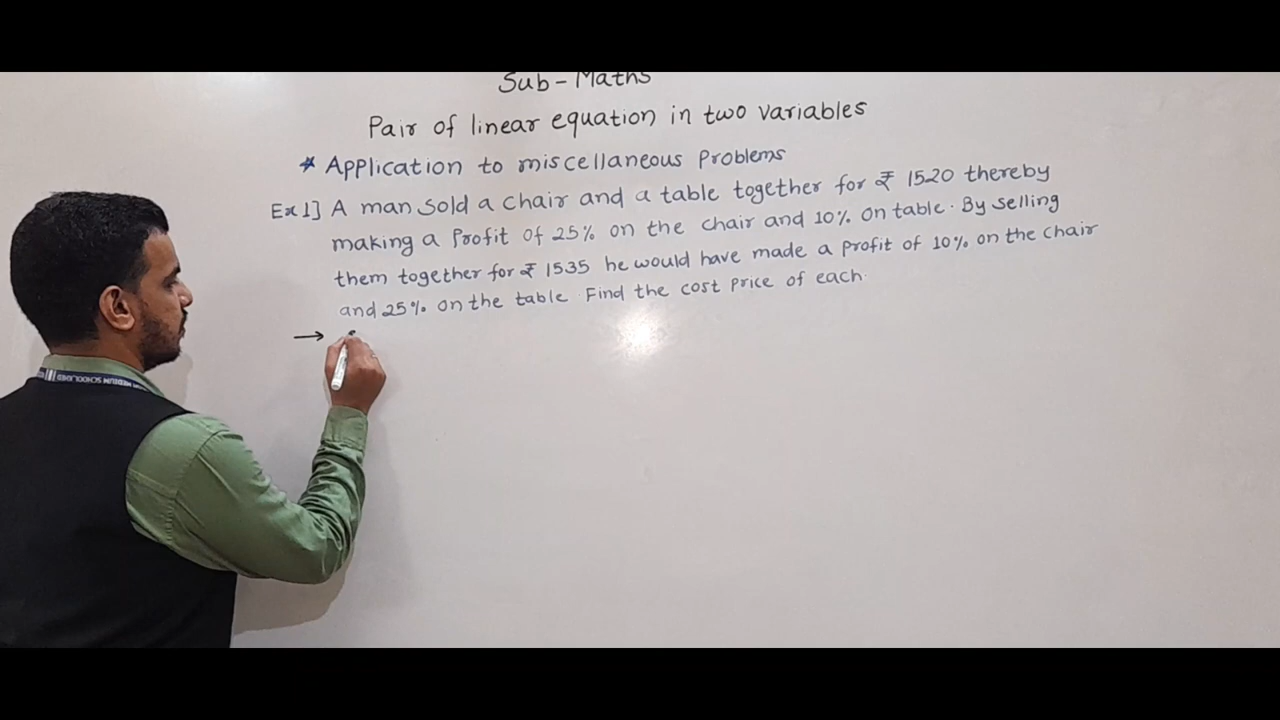 Sub - Maths
Pair of linear equation in two variables
* Application to miscellaneous Problems
Ex 1] A man sold a chair and a table together for ₹ 1520 thereby
making a Profit of 25% on the chair and 10% on table. By selling
them together for ₹ 1535 he would have made a profit of 10% on the chair
and 25% on the table. Find the cost price of each.
→